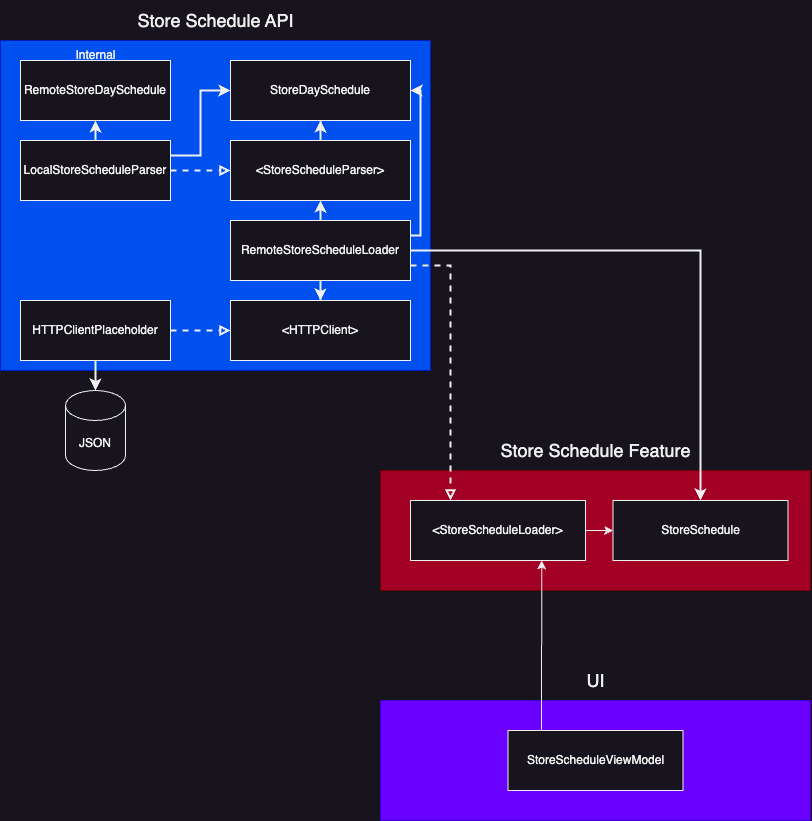 Store Schedule API
Internal
RemoteStoreDaySchedule
StoreDaySchedule
LocalStoreScheduleParser
<StoreScheduleParser>
RemoteStoreScheduleLoader
HTTPClientPlaceholder
<HTTPClient>
JSON
Store Schedule Feature
<StoreScheduleLoader>
StoreSchedule
UI
StoreScheduleViewModel